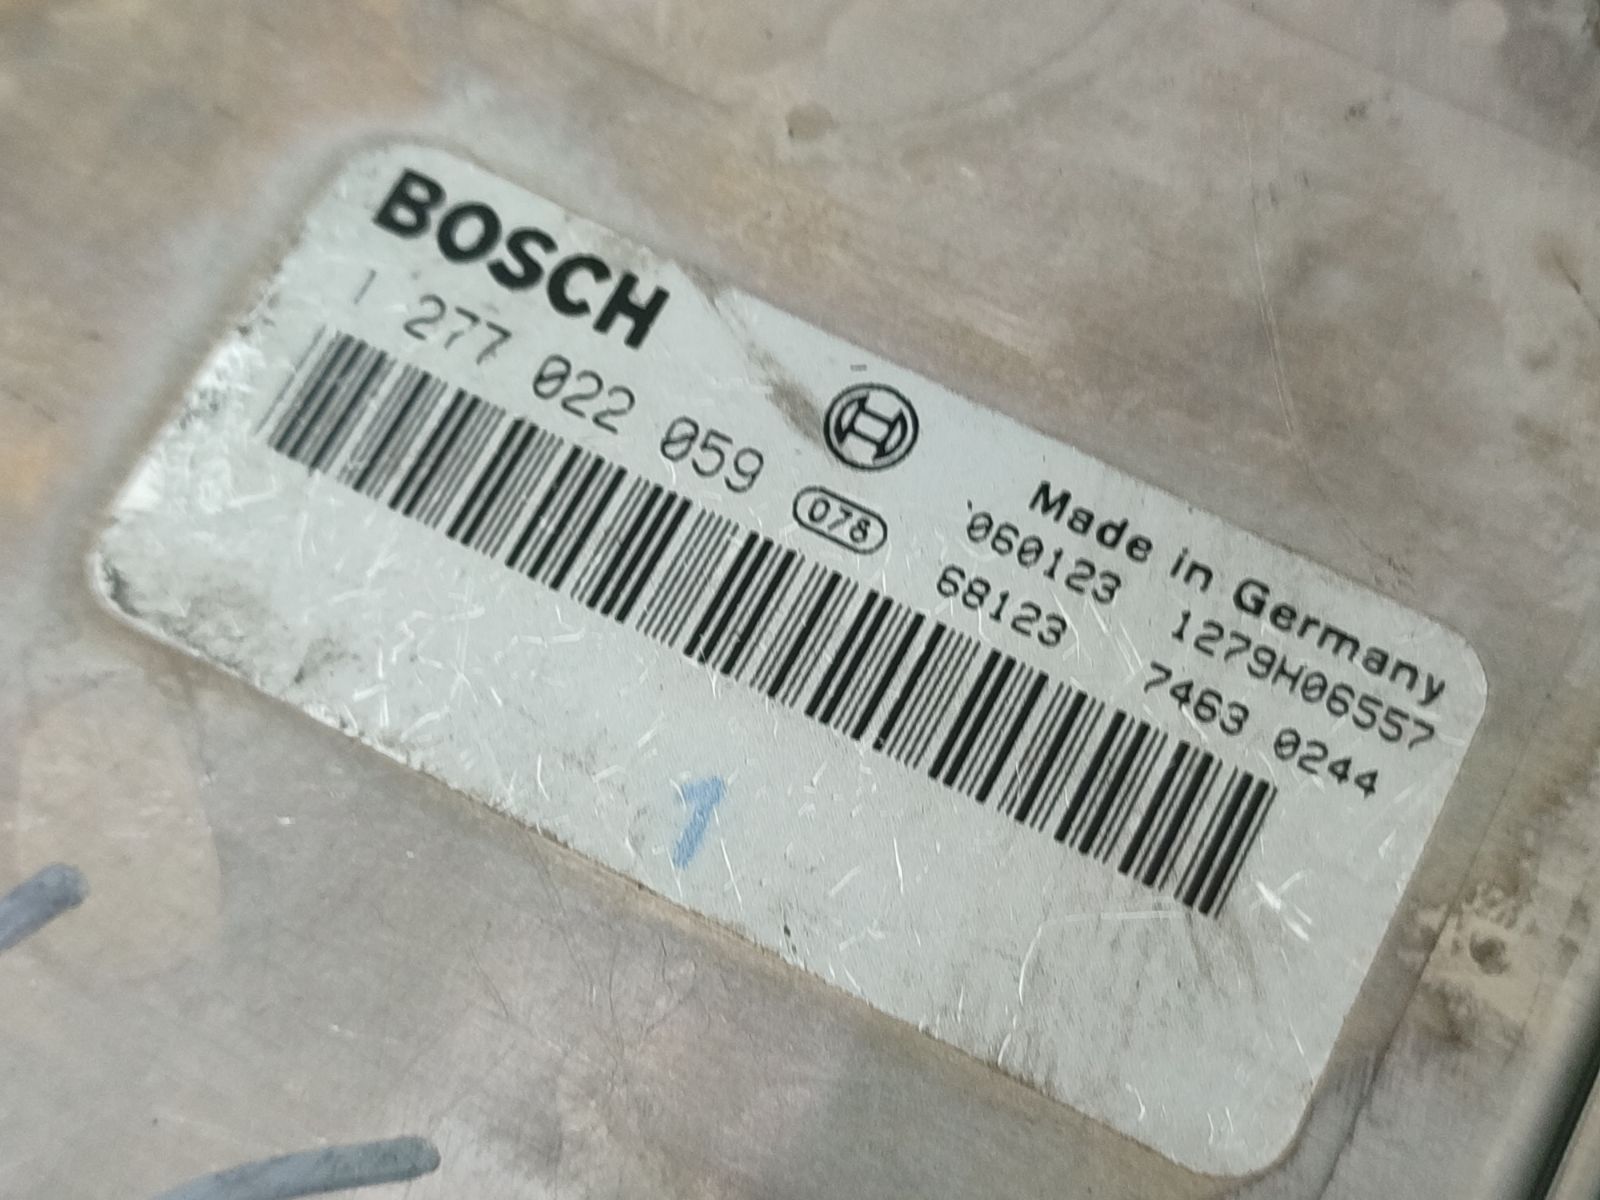 BOSCH
1 277 022 059
078
Made in Germany
060123 1279H06557
68123 7463 0244
1